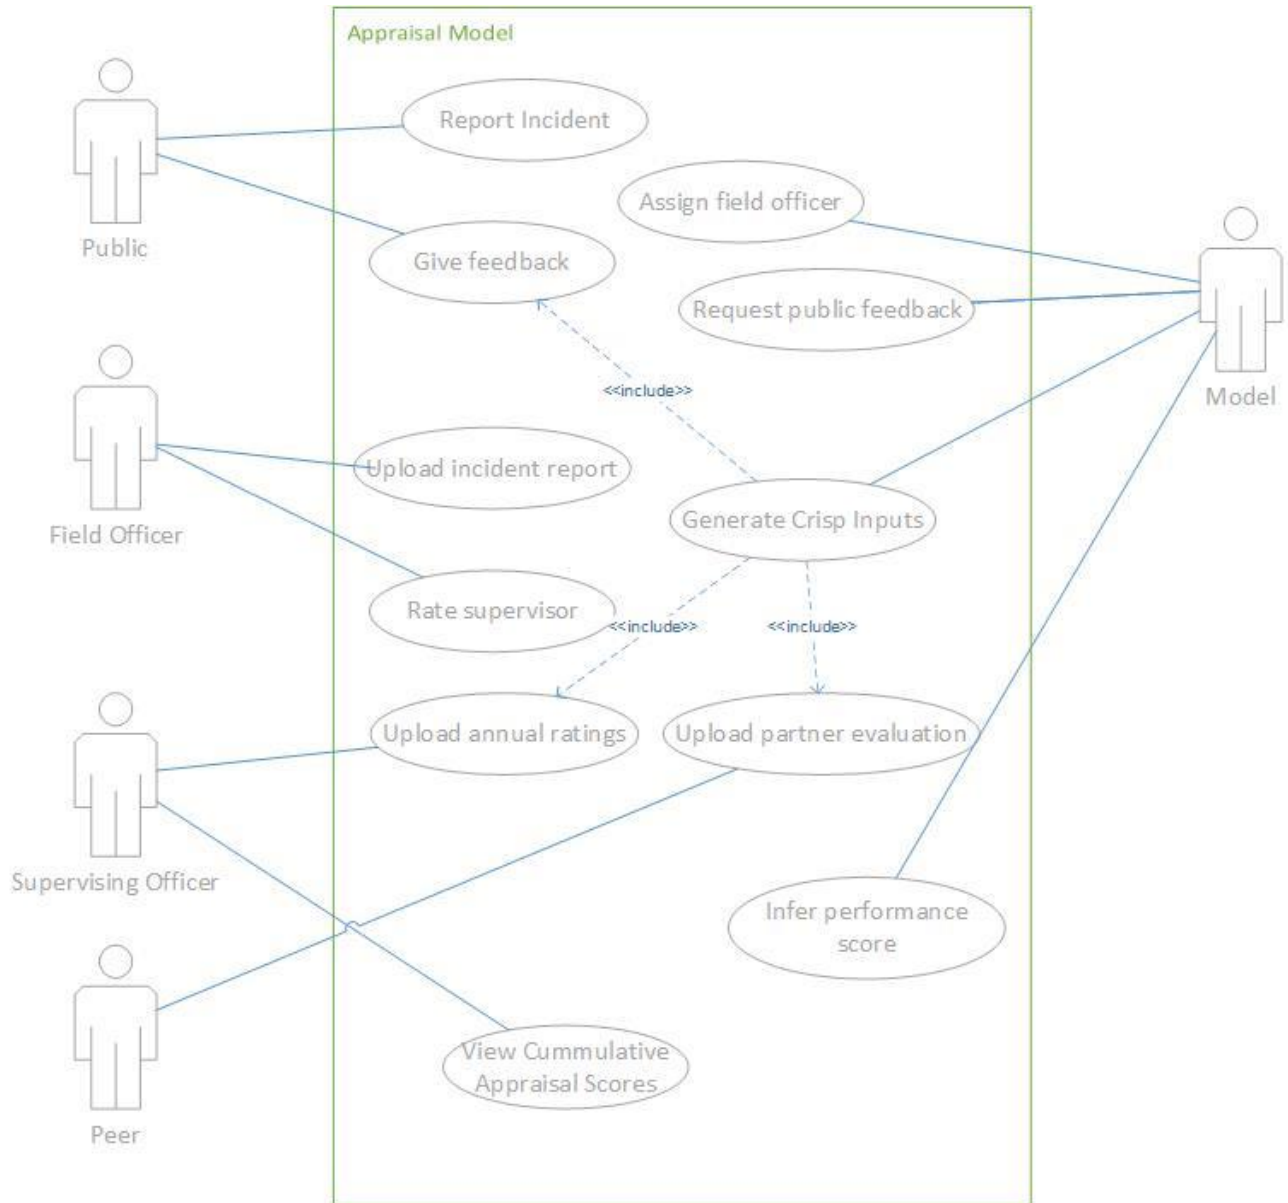 Appraisal Model
Report Incident
Assign field officer
Public
Give feedback
Request public feedback
<<include>>
Model
Upload incident report
Generate Crisp Inputs
Field Officer
Rate supervisor
<<include>>
<<include>>
Upload annual ratings
Upload partner evaluation
Supervising Officer
Infer performance
score
View Cummulative
Appraisal Scores
Peer